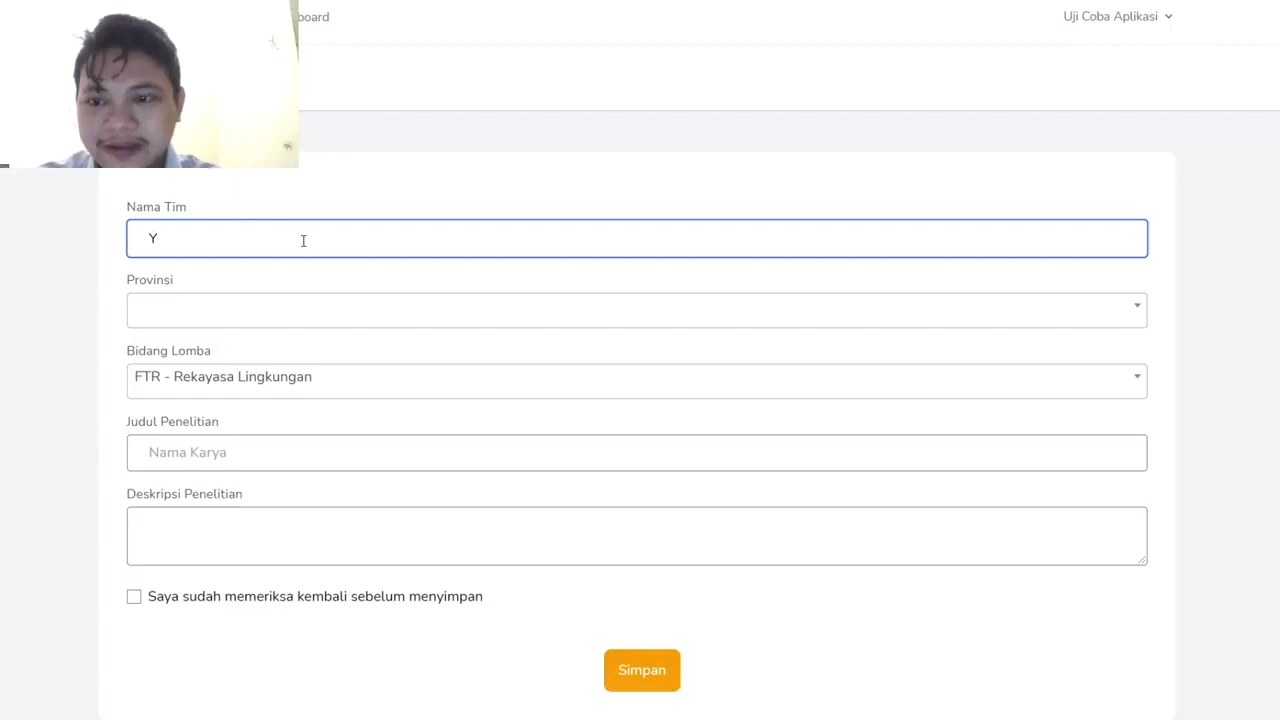 board
Uji Coba Aplikasi
Nama Tim
Y
Provinsi
Bidang Lomba
FTR - Rekayasa Lingkungan
Judul Penelitian
Nama Karya
Deskripsi Penelitian
Saya sudah memeriksa kembali sebelum menyimpan
Simpan